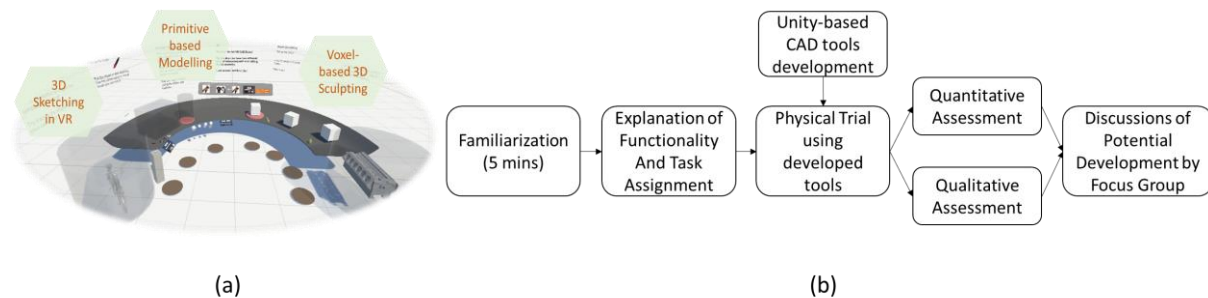 3D
Sketching
in VR
Primitive
based
Modelling
Voxel-
based 3D
Sculpting
(a)
Familiarization
(5 mins)
Explanation of
Functionality
And Task
Assignment
Unity-based
CAD tools
development
Physical Trial
using
developed
tools
Quantitative
Assessment
Qualitative
Assessment
Discussions of
Potential
Development by
Focus Group
(b)